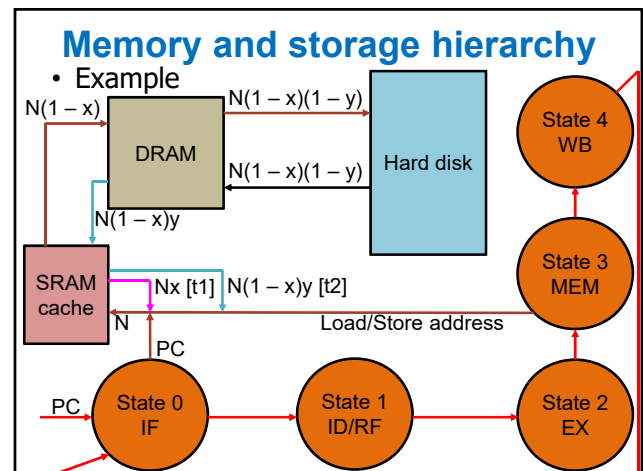 Memory and storage hierarchy
• Example
N(1 – x)
N(1 – x)(1 – y)
DRAM
N(1 – x)(1 – y)
Hard disk
State 4
WB
N(1 – x)y
SRAM
cache
Nx [t1]
N(1 – x)y [t2]
State 3
MEM
N
Load/Store address
PC
PC
State 0
IF
State 1
ID/RF
State 2
EX